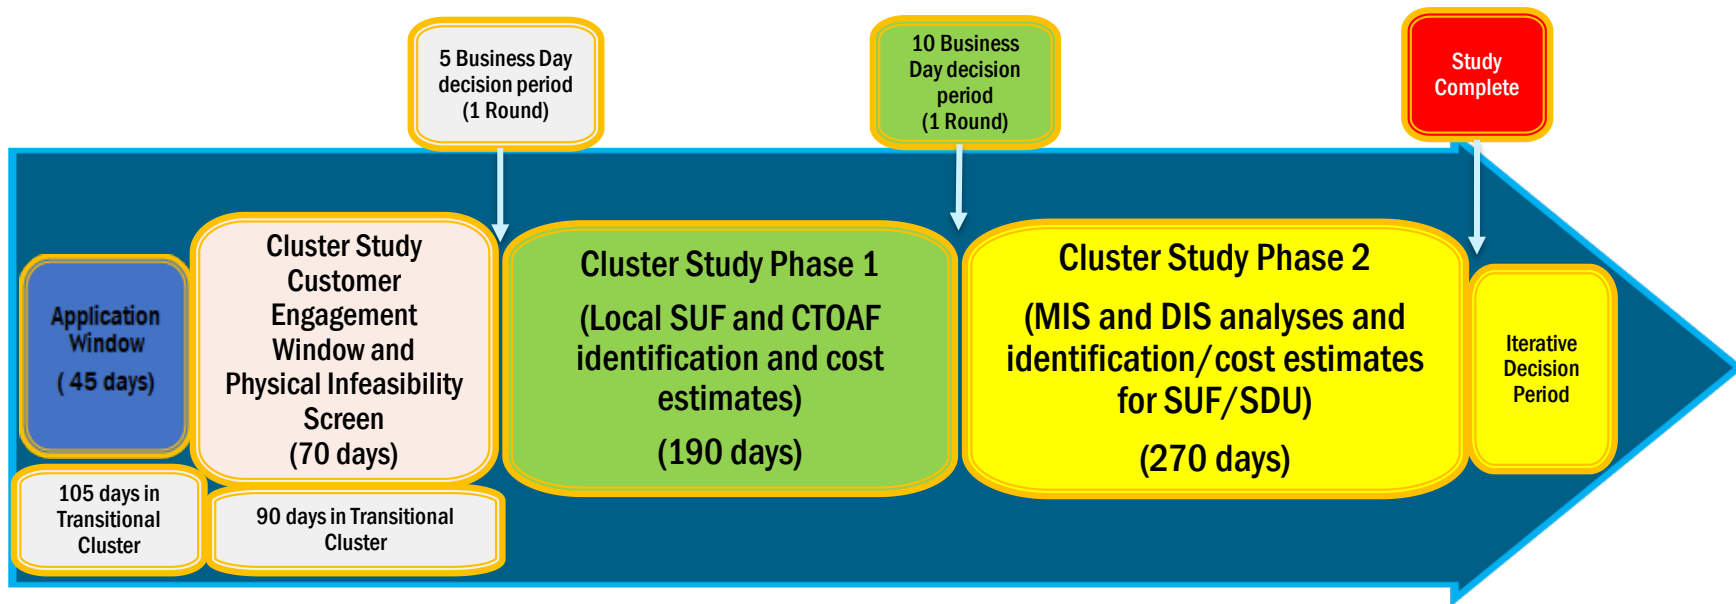 5 Business Day
decision period
(1 Round)
10 Business
Day decision
period
(1 Round)
Study
Complete
Application
Window
( 45 days)
Cluster Study
Customer
Engagement
Window and
Physical Infeasibility
Screen
(70 days)
Cluster Study Phase 1
(Local SUF and CTOAF
identification and cost
estimates)
(190 days)
Cluster Study Phase 2
(MIS and DIS analyses and
identification/cost estimates
for SUF/SDU)
(270 days)
Iterative
Decision
Period
105 days in
Transitional
Cluster
90 days in Transitional
Cluster